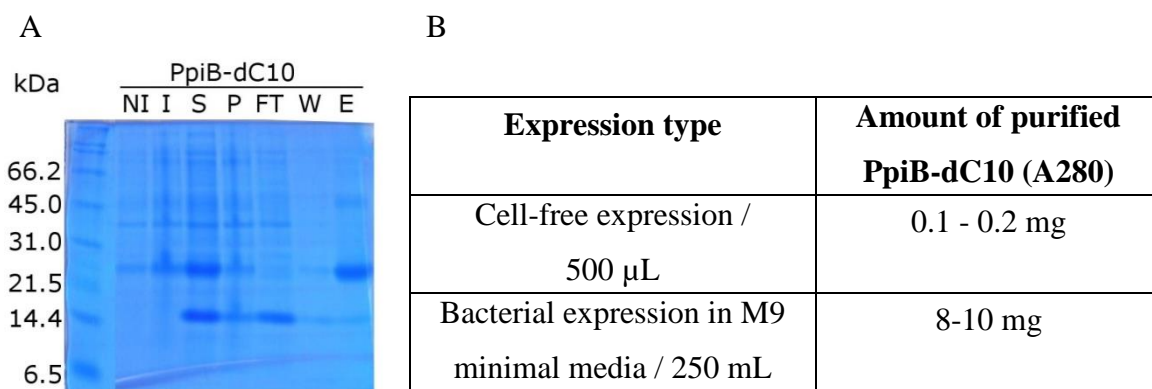 A
B
kDa
PpiB-dC10
NI I S P FT W E
66.2
45.0
31.0
21.5
14.4
6.5
Expression type
Amount of purified
PpiB-dC10 (A280)
Cell-free expression /
500 µL
0.1 - 0.2 mg
Bacterial expression in M9
minimal media / 250 mL
8-10 mg